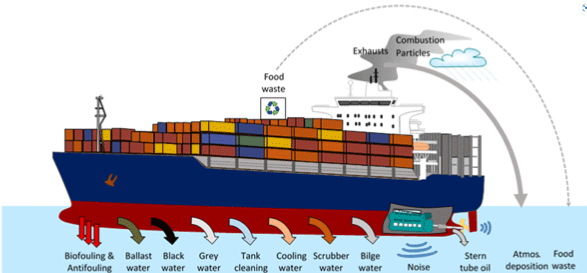 Combustion
Exhausts Particles
Food
waste
Biofouling & Ballast Black Grey Tank Cooling Scrubber Bilge Stern Atmos. Food
Antifouling water water water cleaning water water water Noise tube oil deposition waste